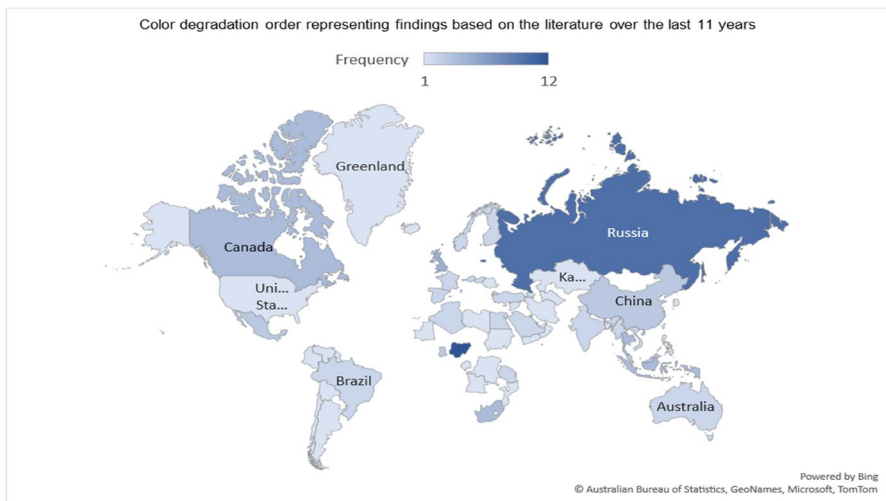 Color degradation order representing findings based on the literature over the last 11 years
Frequency
1 12
Greenland
Canada
Russia
Uni...
Sta...
Ka...
China
Brazil
Australia
Powered by Bing
© Australian Bureau of Statistics, GeoNames, Microsoft, TomTom